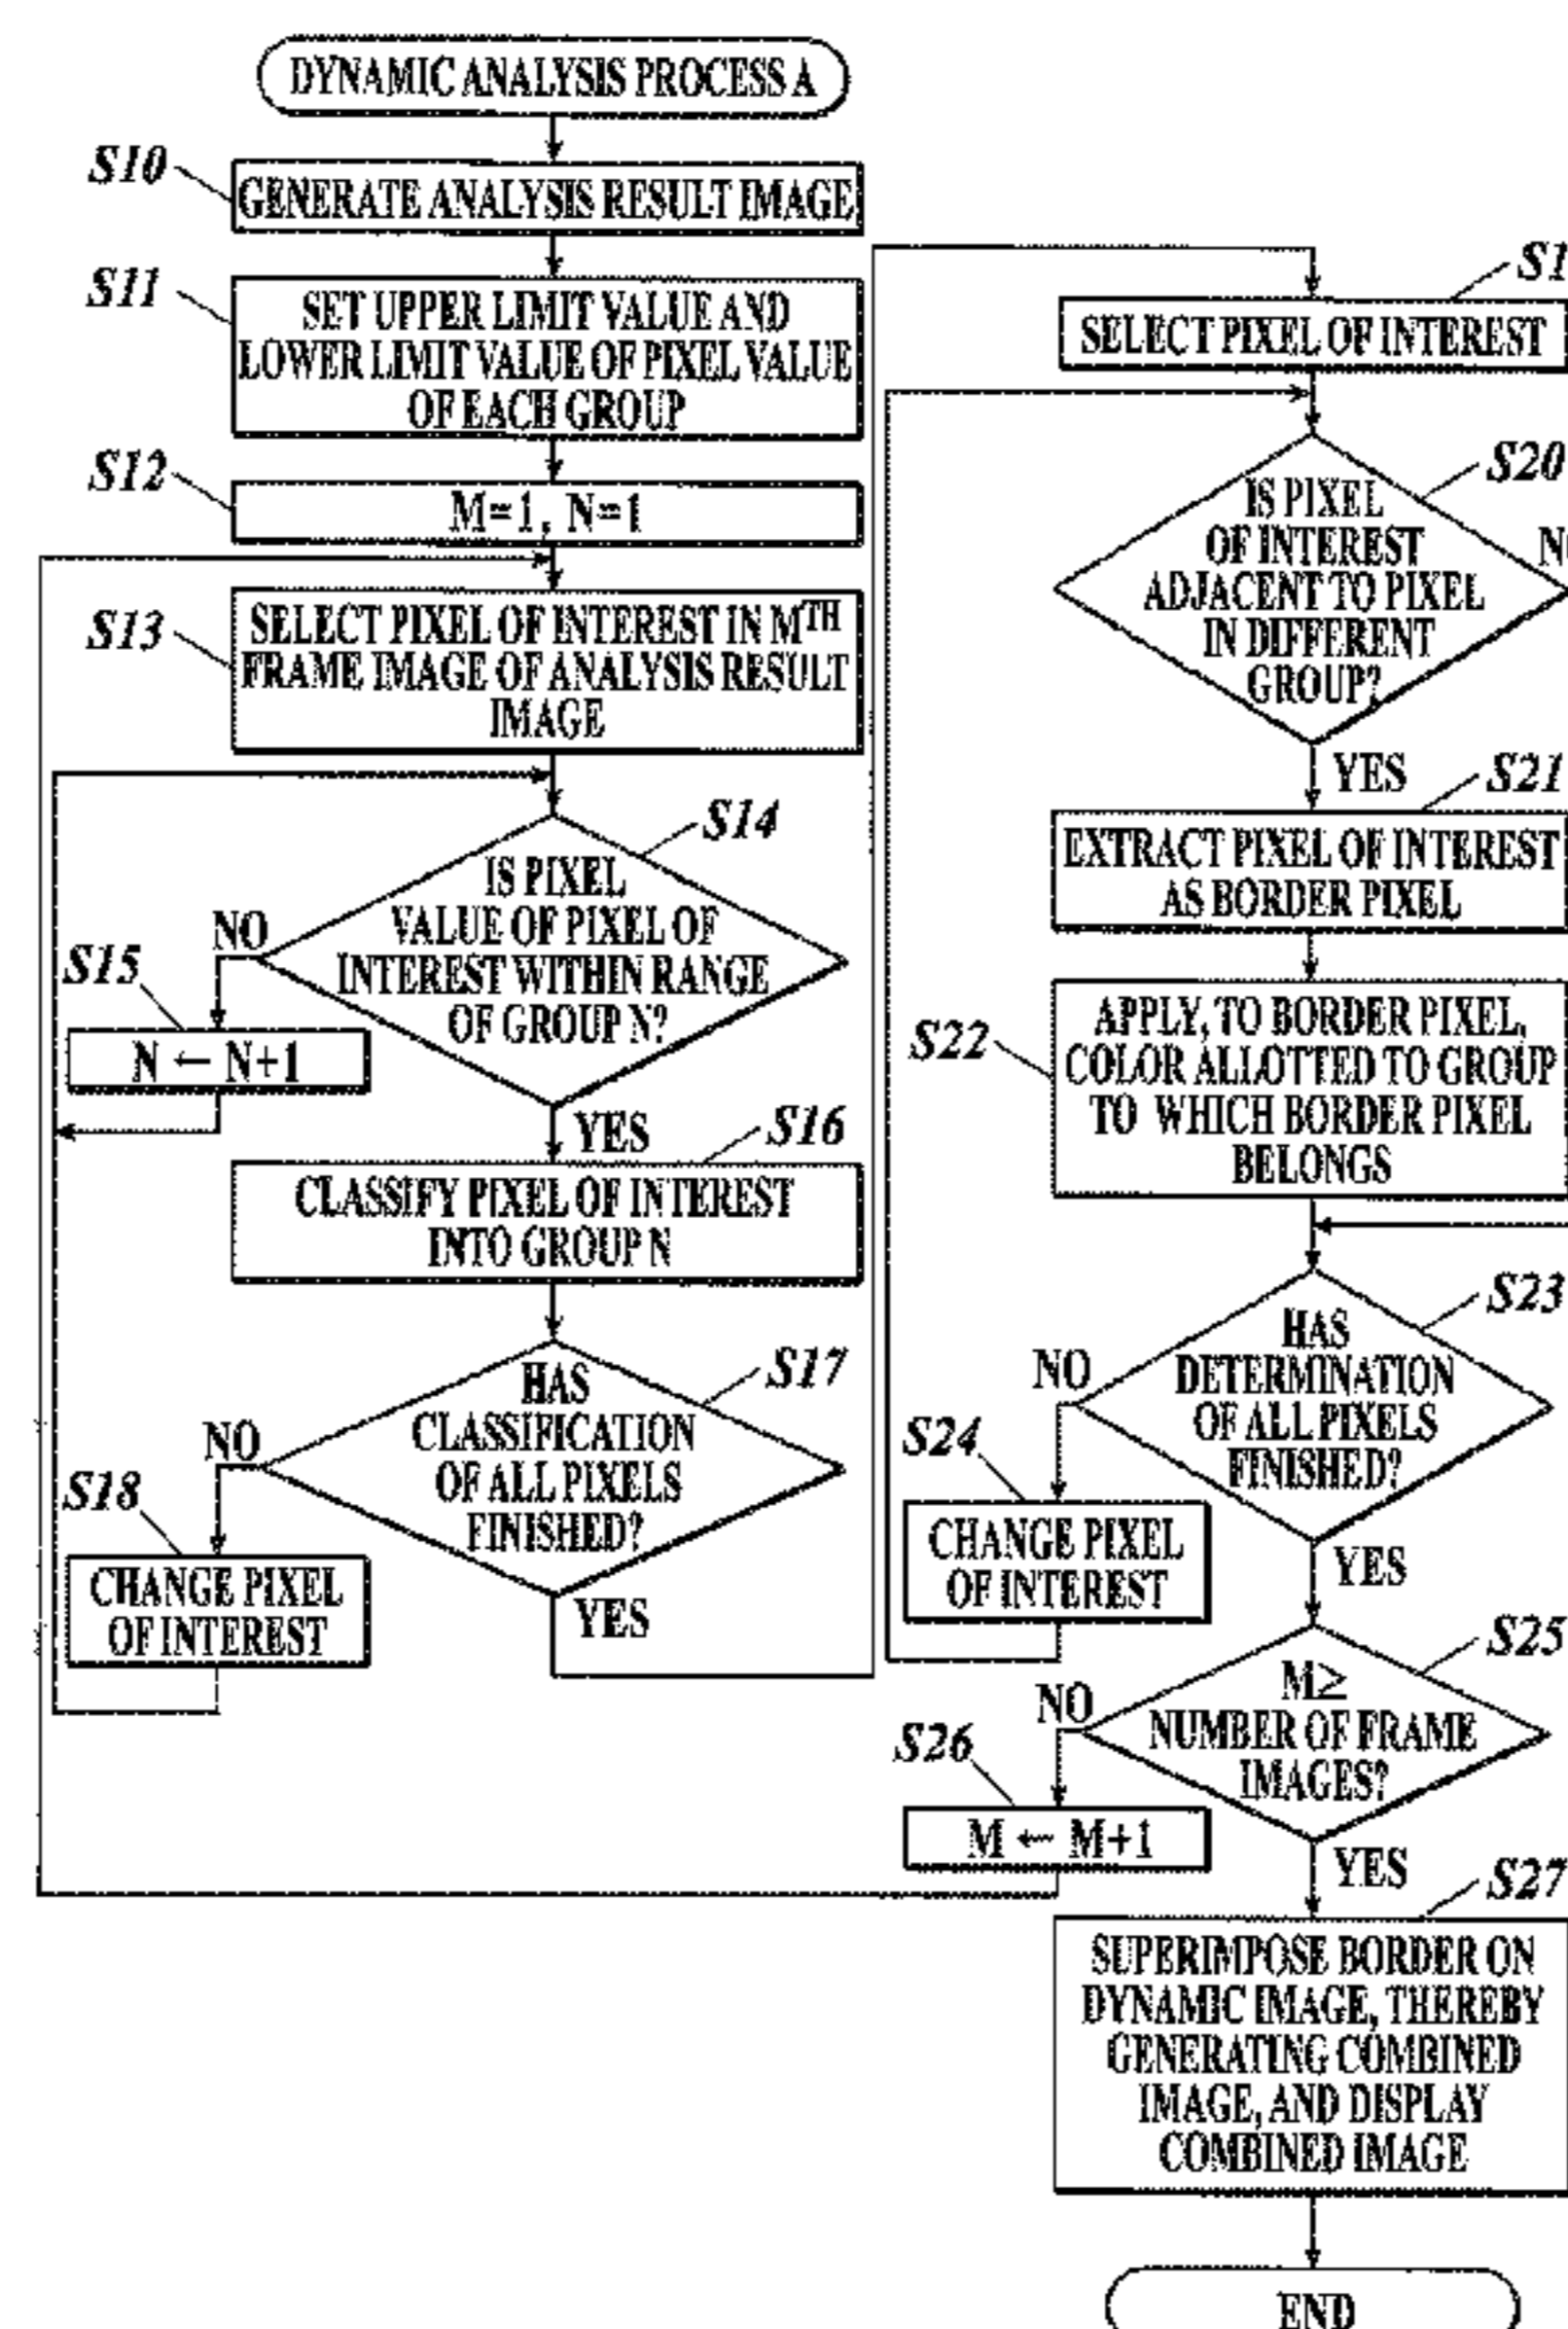 DYNAMIC ANALYSIS PROCESS A
S10
GENERATE ANALYSIS RESULT IMAGE
S11
SET UPPER LIMIT VALUE AND
LOWER LIMIT VALUE OF PIXEL VALUE
OF EACH GROUP
S12
M=1, N=1
S13
SELECT PIXEL OF INTEREST IN MTH
FRAME IMAGE OF ANALYSIS RESULT
IMAGE
S14
IS PIXEL
VALUE OF PIXEL OF
INTEREST WITHIN RANGE
OF GROUP N?
NO
S15
N ← N+1
YES
S16
CLASSIFY PIXEL OF INTEREST
INTO GROUP N
S17
HAS
CLASSIFICATION
OF ALL PIXELS
FINISHED?
NO
S18
CHANGE PIXEL
OF INTEREST
YES
S1
SELECT PIXEL OF INTEREST
S20
IS PIXEL
OF INTEREST
ADJACENT TO PIXEL
IN DIFFERENT
GROUP?
YES
S21
EXTRACT PIXEL OF INTEREST
AS BORDER PIXEL
S22
APPLY, TO BORDER PIXEL,
COLOR ALLOTTED TO GROUP
TO WHICH BORDER PIXEL
BELONGS
S23
HAS
DETERMINATION
OF ALL PIXELS
FINISHED?
NO
S24
CHANGE PIXEL
OF INTEREST
YES
S25
M≥
NUMBER OF FRAME
IMAGES?
NO
S26
M ← M+1
YES
S27
SUPERIMPOSE BORDER ON
DYNAMIC IMAGE, THEREBY
GENERATING COMBINED
IMAGE, AND DISPLAY
COMBINED IMAGE
END